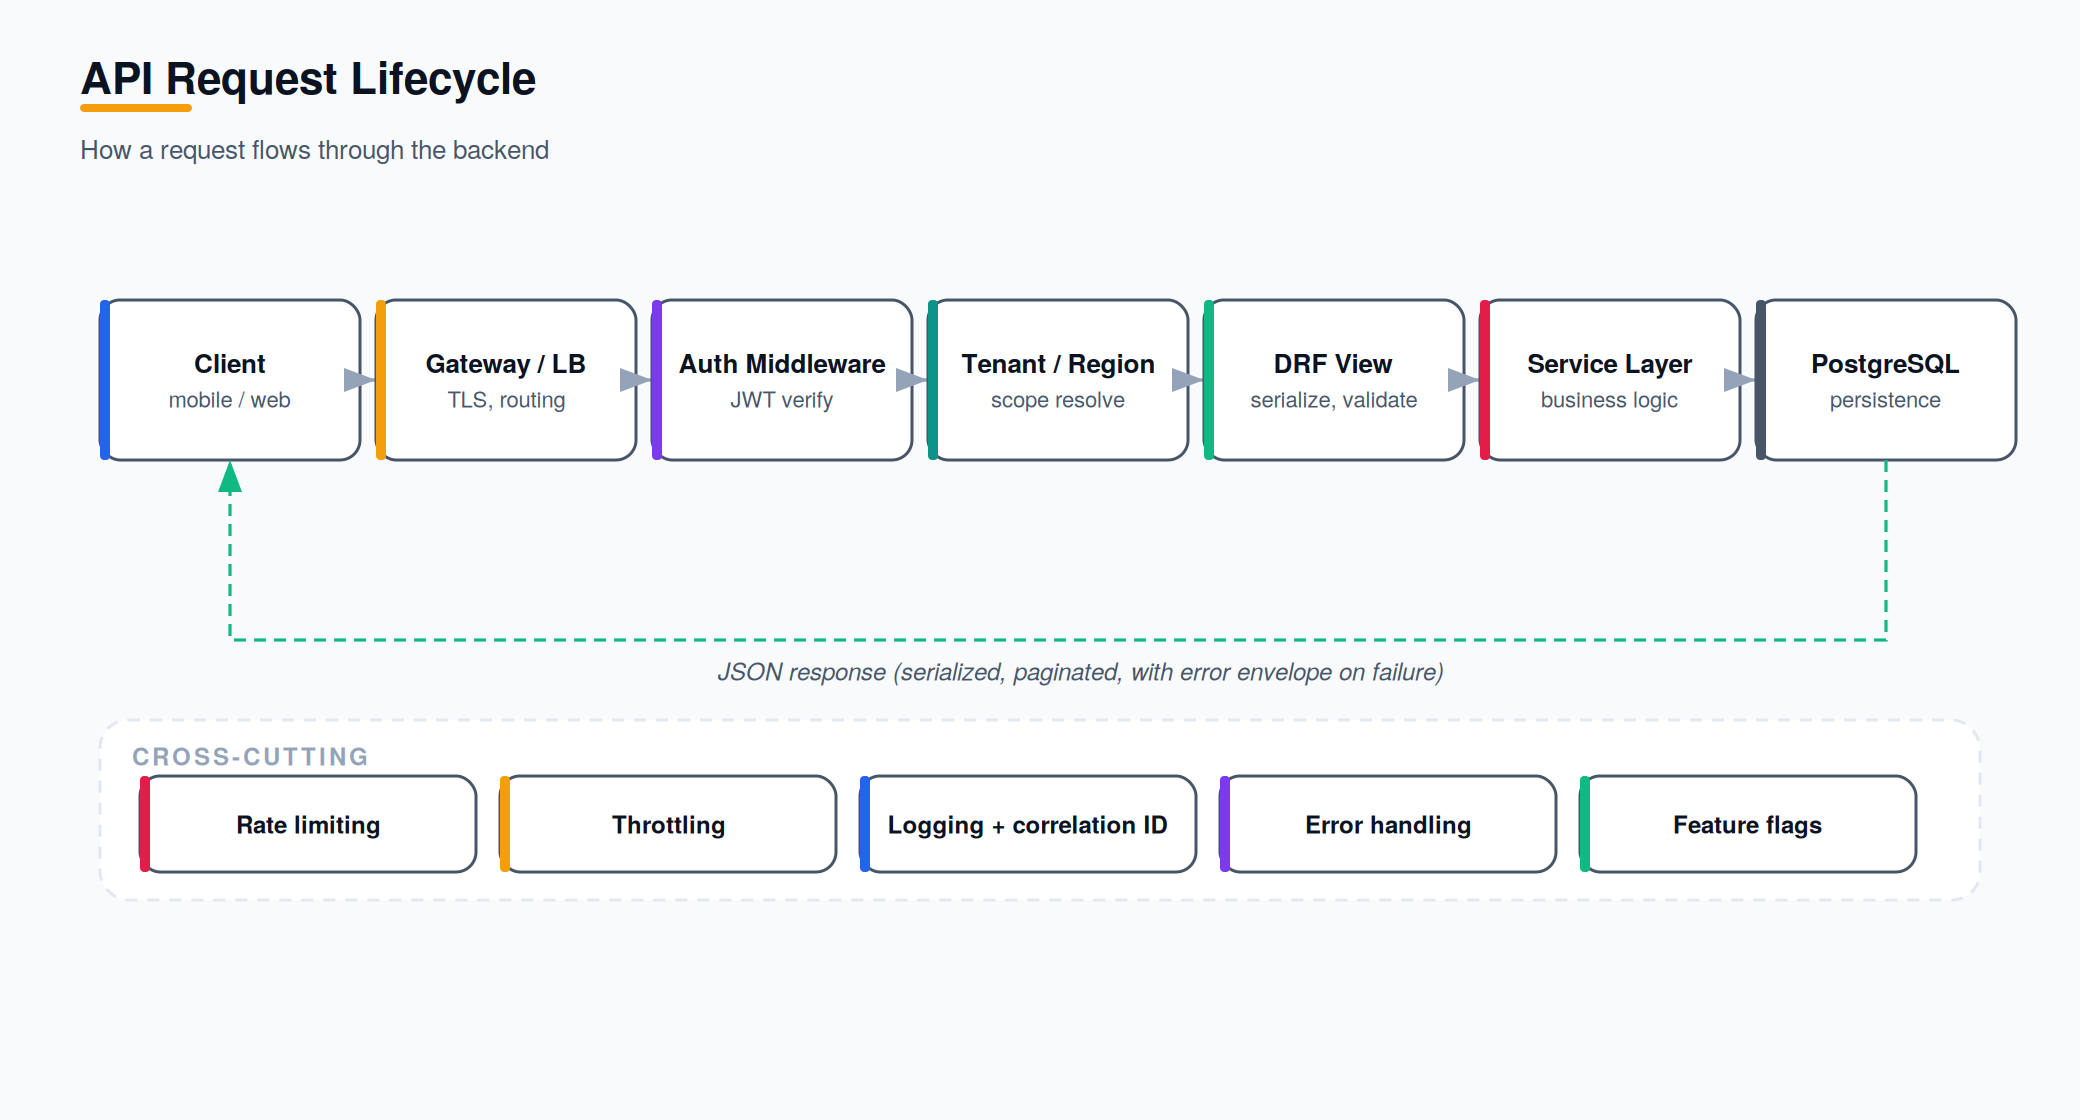 API Request Lifecycle
How a request flows through the backend
Client
mobile / web
Gateway / LB
TLS, routing
Auth Middleware
JWT verify
Tenant / Region
scope resolve
DRF View
serialize, validate
Service Layer
business logic
PostgreSQL
persistence
JSON response (serialized, paginated, with error envelope on failure)
CROSS-CUTTING
Rate limiting
Throttling
Logging + correlation ID
Error handling
Feature flags